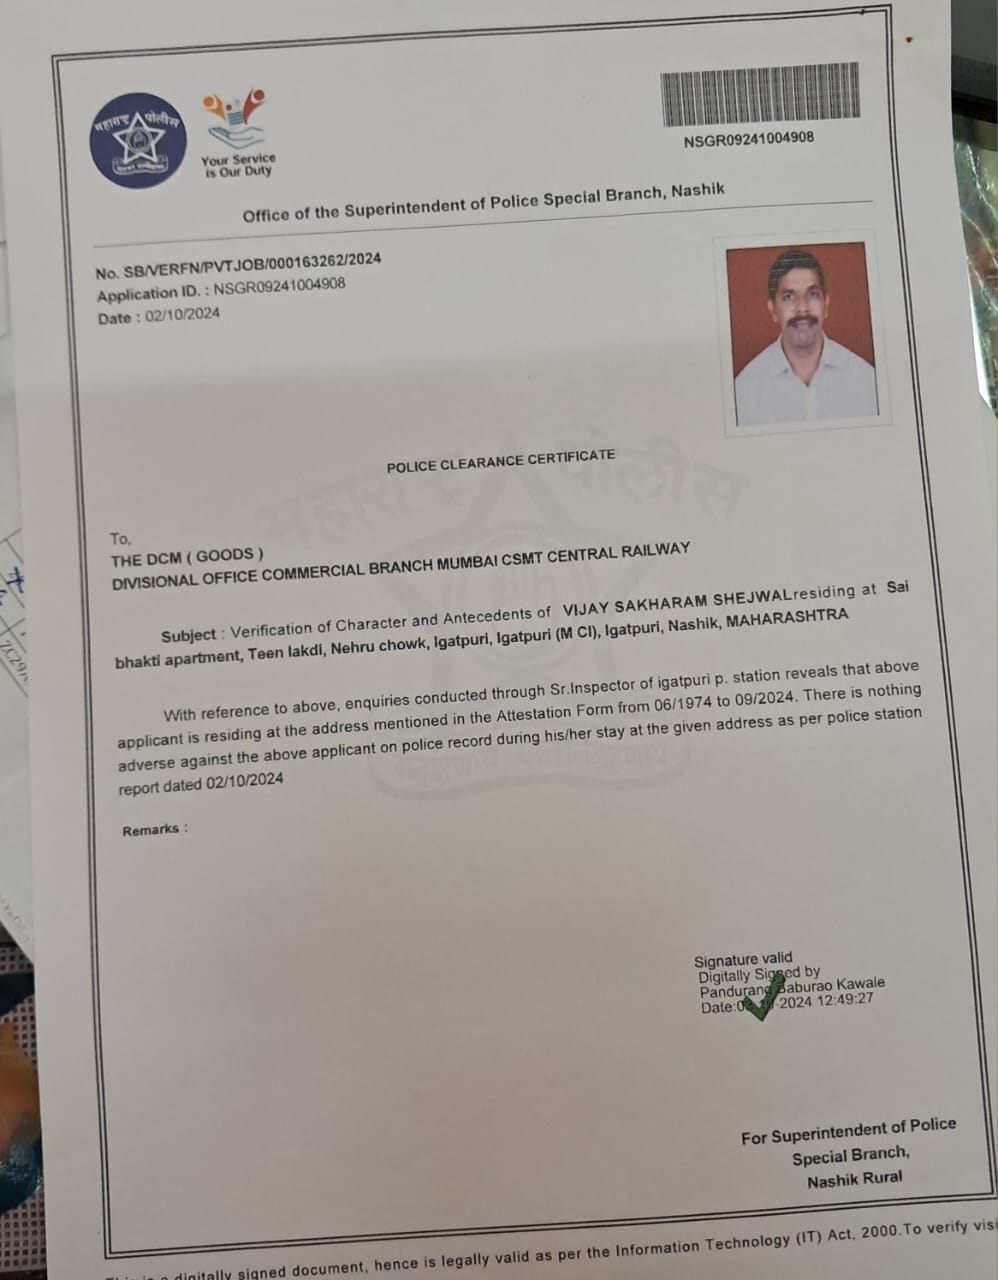 महाराष्ट्र पोलीस
Your Service
is Our Duty
NSGR09241004908
Office of the Superintendent of Police Special Branch, Nashik
No. SB/VERFN/PVTJOB/000163262/2024
Application ID. : NSGR09241004908
Date : 02/10/2024
POLICE CLEARANCE CERTIFICATE
महाराष्ट्र पोलीस
To,
THE DCM ( GOODS )
DIVISIONAL OFFICE COMMERCIAL BRANCH MUMBAI CSMT CENTRAL RAILWAY
Subject : Verification of Character and Antecedents of VIJAY SAKHARAM SHEJWALresiding at Sai
bhakti apartment, Teen lakdi, Nehru chowk, Igatpuri, Igatpuri (M Cl), Igatpuri, Nashik, MAHARASHTRA
With reference to above, enquiries conducted through Sr.Inspector of igatpuri p. station reveals that above
applicant is residing at the address mentioned in the Attestation Form from 06/1974 to 09/2024. There is nothing
adverse against the above applicant on police record during his/her stay at the given address as per police station
report dated 02/10/2024
Remarks :
Signature valid
Digitally Signed by
Pandurang Baburao Kawale
2024 12:49:27
For Superintendent of Police
Special Branch,
Nashik Rural
digitally signed document, hence is legally valid as per the Information Technology (IT) Act, 2000.To verify